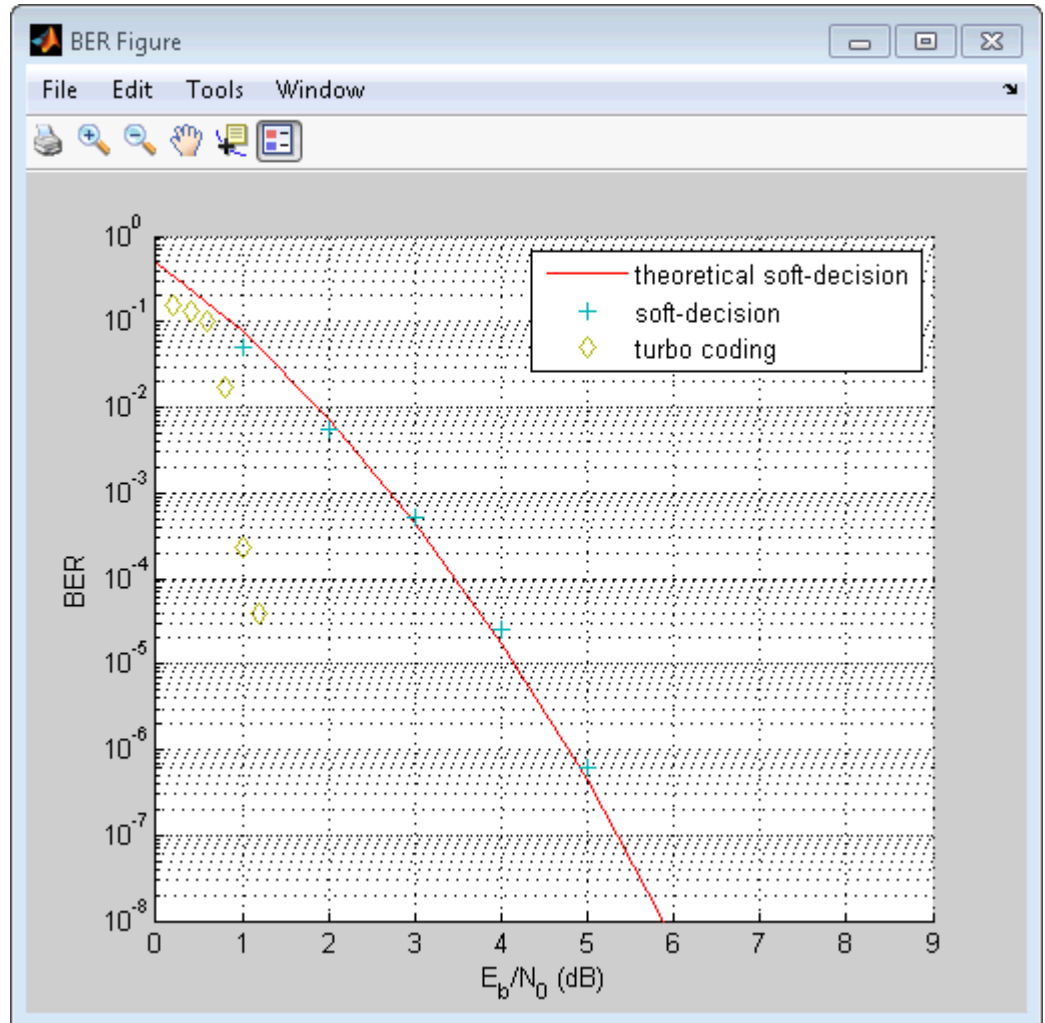 BER Figure
File Edit Tools Window
10^0
10^-1
10^-2
10^-3
10^-4
10^-5
10^-6
10^-7
10^-8
BER
theoretical soft-decision
soft-decision
turbo coding
0 1 2 3 4 5 6 7 8 9
E_b/N_0 (dB)